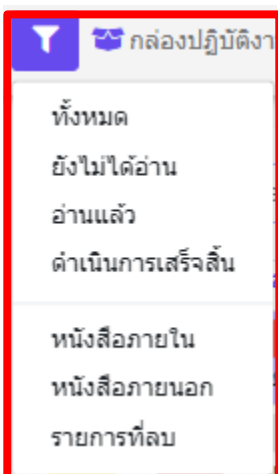 กล่องปฏิบัติงา
ทั้งหมด
ยังไม่ได้อ่าน
อ่านแล้ว
ดำเนินการเสร็จสิ้น
หนังสือภายใน
หนังสือภายนอก
รายการที่ลบ